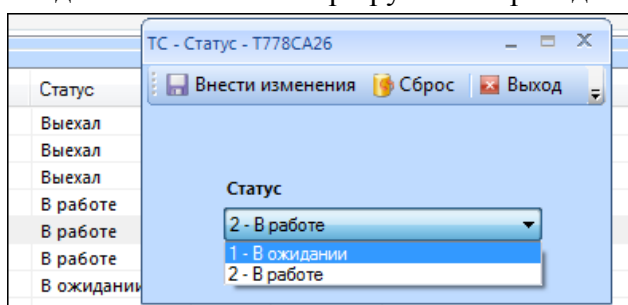 ТС - Статус - Т778СА26
Внести изменения Сброс Выход
Статус
Выехал
Выехал
Выехал
В работе
В работе
В работе
В ожидании
Статус
2 - В работе
1 - В ожидании
2 - В работе